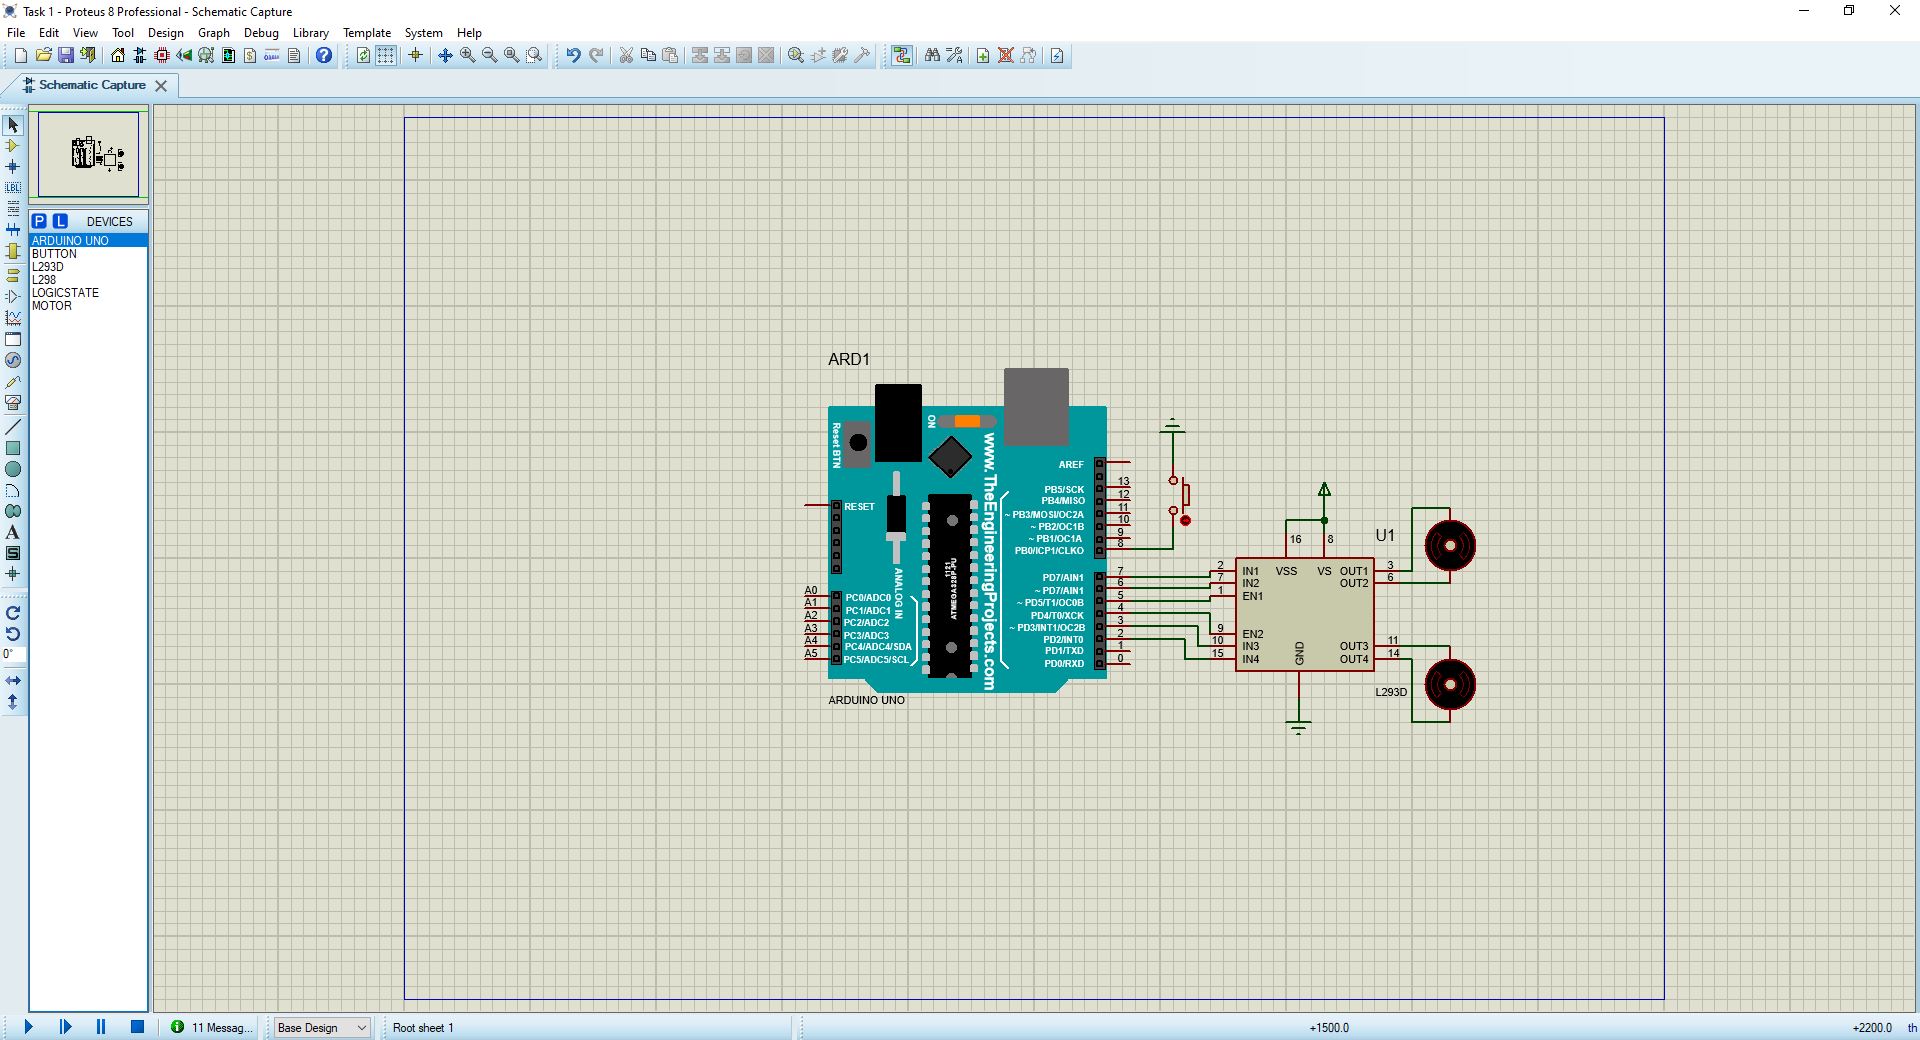 Task 1 - Proteus 8 Professional - Schematic Capture
File Edit View Tool Design Graph Debug Library Template System Help
Schematic Capture
P L DEVICES
ARDUINO UNO
BUTTON
L293D
L298
LOGICSTATE
MOTOR
LBL
A
S
0°
ARD1
Reset BTN
ON
www.TheEngineeringProjects.com
RESET
ANALOG IN
ATMEGA328P-PU
1121
A0 PC0/ADC0
A1 PC1/ADC1
A2 PC2/ADC2
A3 PC3/ADC3
A4 PC4/ADC4/SDA
A5 PC5/ADC5/SCL
AREF
PB5/SCK 13
PB4/MISO 12
~ PB3/MOSI/OC2A 11
~ PB2/OC1B 10
~ PB1/OC1A 9
PB0/ICP1/CLKO 8
PD7/AIN1 7
~ PD7/AIN1 6
~ PD5/T1/OC0B 5
PD4/T0/XCK 4
~ PD3/INT1/OC2B 3
PD2/INT0 2
PD1/TXD 1
PD0/RXD 0
ARDUINO UNO
U1
16 8
2 IN1 VSS VS OUT1 3
7 IN2 OUT2 6
1 EN1
9 EN2
10 IN3 OUT3 11
15 IN4 GND OUT4 14
L293D
11 Messag...
Base Design
Root sheet 1
+1500.0
+2200.0
th